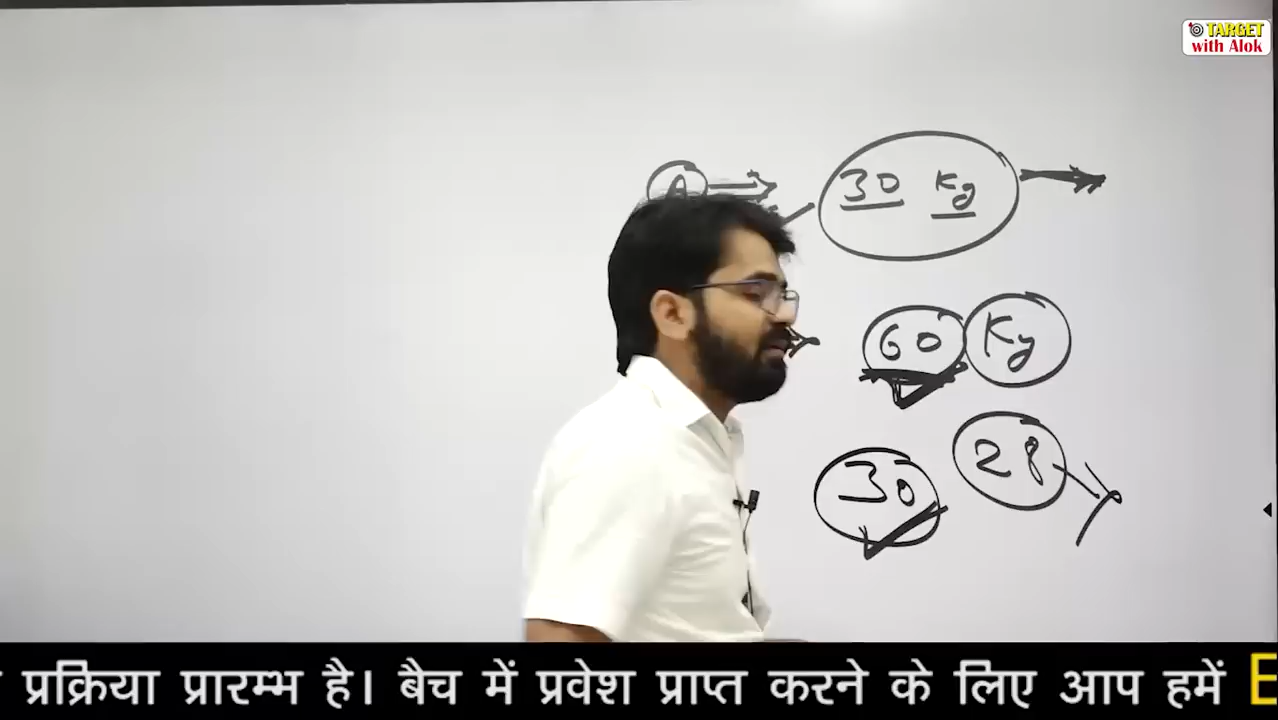 TARGET
with Alok
A 30 Kg
60 Kg
30 28
प्रक्रिया प्रारम्भ है। बैच में प्रवेश प्राप्त करने के लिए आप हमें